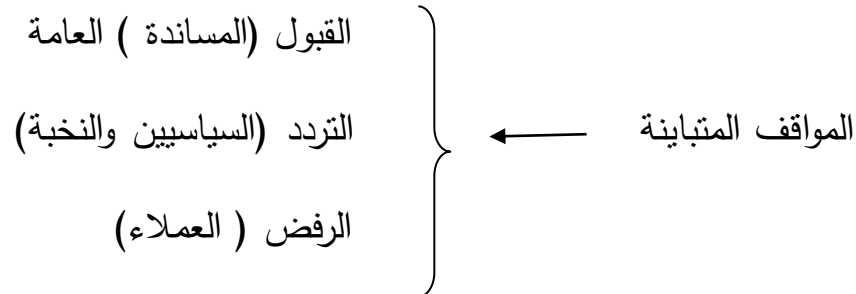 القبول (المساندة ) العامة
المواقف المتباينة
التردد (السياسيين والنخبة)
الرفض ( العملاء)